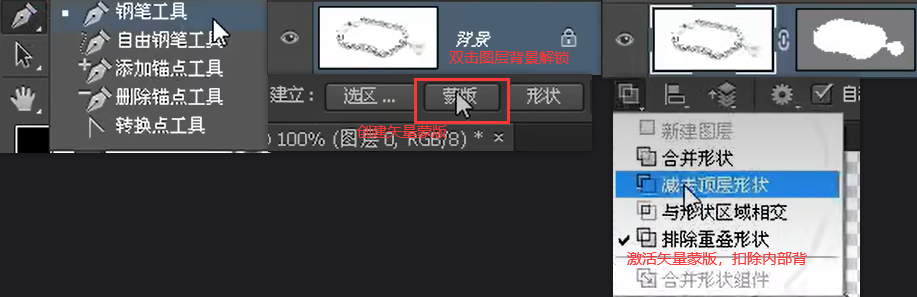 钢笔工具
自由钢笔工具
添加锚点工具
删除锚点工具
转换点工具
背景
双击图层背景解锁
建立: 选区 ... 蒙版 形状
创建矢量蒙版
@ 100% (图层 0, RGB/8) * ×
自
新建图层
合并形状
减去顶层形状
与形状区域相交
排除重叠形状
激活矢量蒙版，扣除内部背
合并形状组件